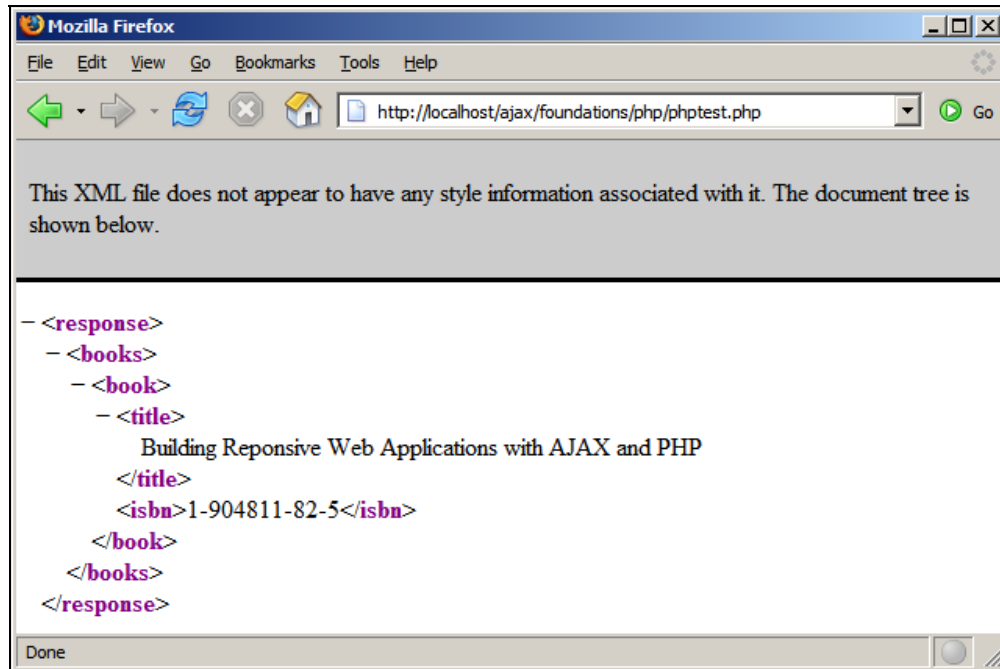 Mozilla Firefox
File Edit View Go Bookmarks Tools Help
http://localhost/ajax/foundations/php/phptest.php Go
This XML file does not appear to have any style information associated with it. The document tree is
shown below.
− <response>
− <books>
− <book>
− <title>
Building Reponsive Web Applications with AJAX and PHP
</title>
<isbn>1-904811-82-5</isbn>
</book>
</books>
</response>
Done